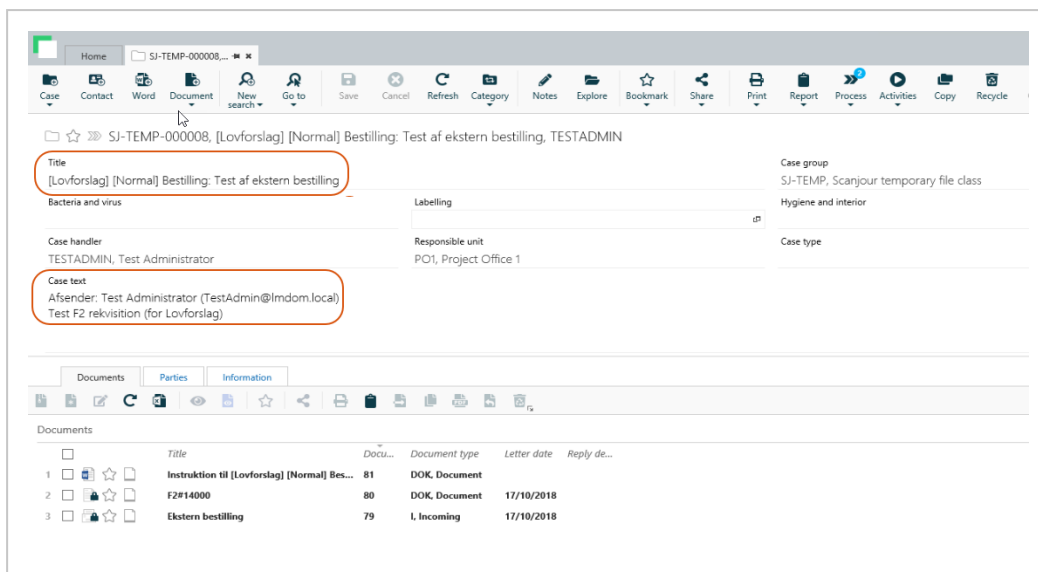 Home
SJ-TEMP-000008,...
Case
Contact
Word
Document
New search
Go to
Save
Cancel
Refresh
Category
Notes
Explore
Bookmark
Share
Print
Report
2
Process
Activities
Copy
Recycle
SJ-TEMP-000008, [Lovforslag] [Normal] Bestilling: Test af ekstern bestilling, TESTADMIN
Title
Case group
[Lovforslag] [Normal] Bestilling: Test af ekstern bestilling
SJ-TEMP, Scanjour temporary file class
Bacteria and virus
Labelling
Hygiene and interior
Case handler
Responsible unit
Case type
TESTADMIN, Test Administrator
PO1, Project Office 1
Case text
Afsender: Test Administrator (TestAdmin@lmdom.local)
Test F2 rekvisition (for Lovforslag)
Documents
Parties
Information
Documents
Title Docu... Document type Letter date Reply de...
1 Instruktion til [Lovforslag] [Normal] Bes... 81 DOK, Document
2 F2#14000 80 DOK, Document 17/10/2018
3 Ekstern bestilling 79 I, Incoming 17/10/2018